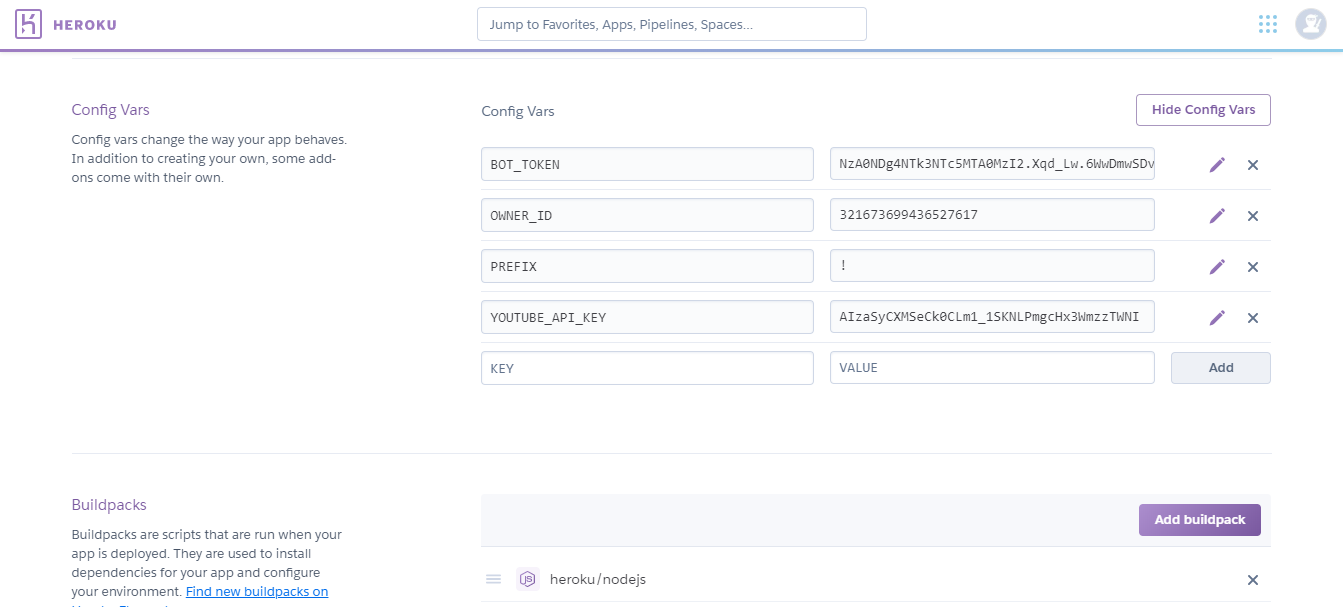 HEROKU
Jump to Favorites, Apps, Pipelines, Spaces...
Config Vars
Config vars change the way your app behaves.
In addition to creating your own, some add-
ons come with their own.
Config Vars
Hide Config Vars
BOT_TOKEN
NzA0NDg4NTk3NTc5MTA0MzI2.Xqd_Lw.6WwDmwSDv
OWNER_ID
321673699436527617
PREFIX
!
YOUTUBE_API_KEY
AIzaSyCXMSeCk0CLm1_1SKNLPmgcHx3WmzzTWNI
KEY
VALUE
Add
Buildpacks
Buildpacks are scripts that are run when your
app is deployed. They are used to install
dependencies for your app and configure
your environment. Find new buildpacks on
Add buildpack
heroku/nodejs